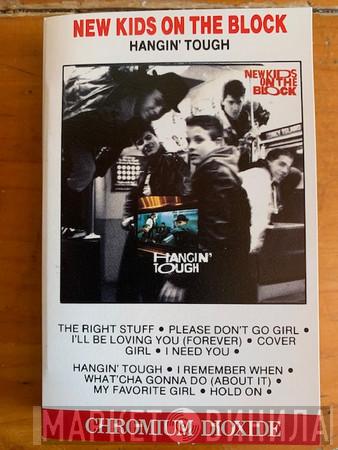 NEW KIDS ON THE BLOCK
HANGIN' TOUGH
NEW KIDS
ON THE
BLOCK
HANGIN'
TOUGH
THE RIGHT STUFF • PLEASE DON'T GO GIRL •
I'LL BE LOVING YOU (FOREVER) • COVER
GIRL • I NEED YOU •
HANGIN' TOUGH • I REMEMBER WHEN •
WHAT'CHA GONNA DO (ABOUT IT) •
MY FAVORITE GIRL • HOLD ON •
CHROMIUM DIOXIDE
МАРКЕТ ВИНИЛА